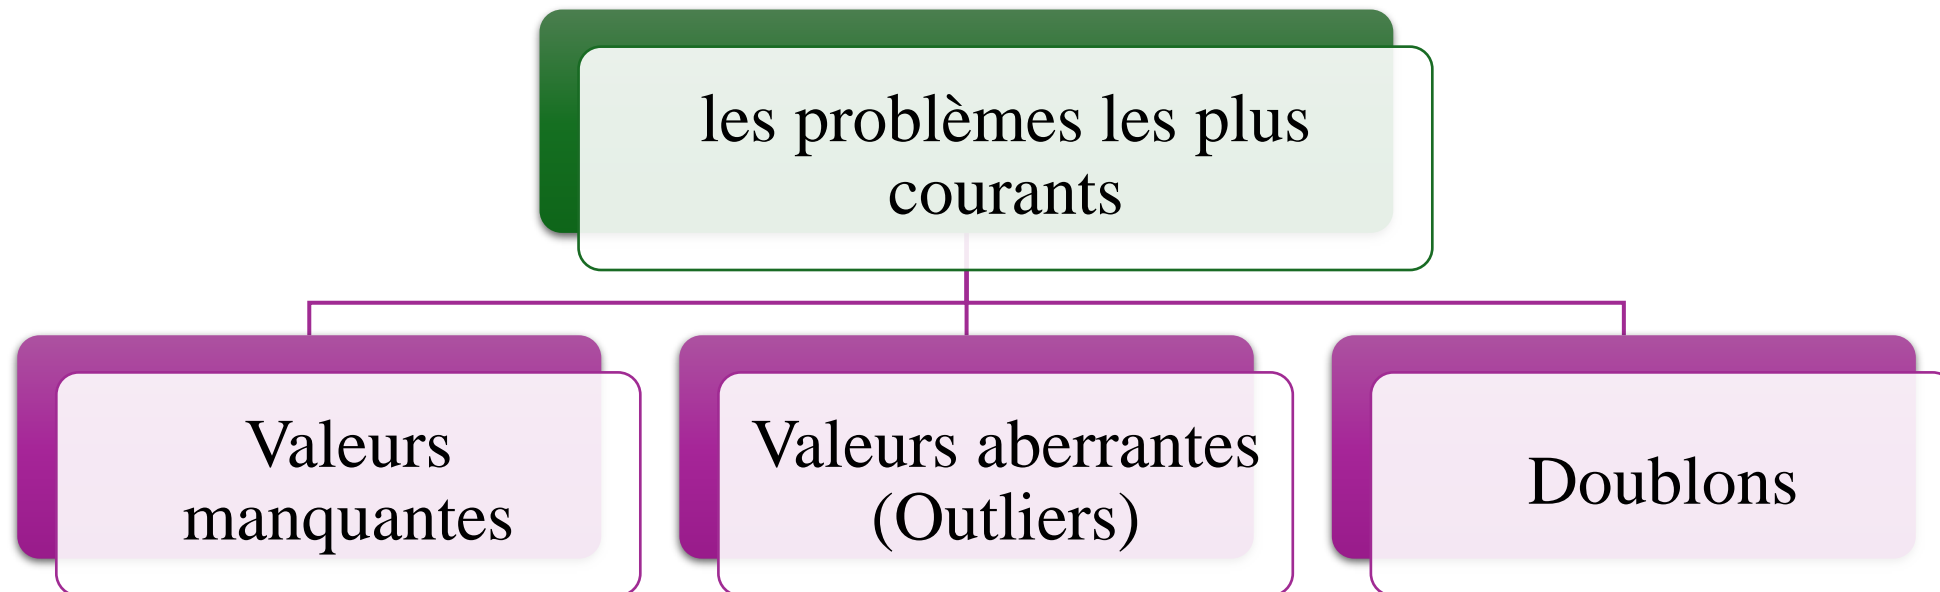 les problèmes les plus
courants
Valeurs
manquantes
Valeurs aberrantes
(Outliers)
Doublons